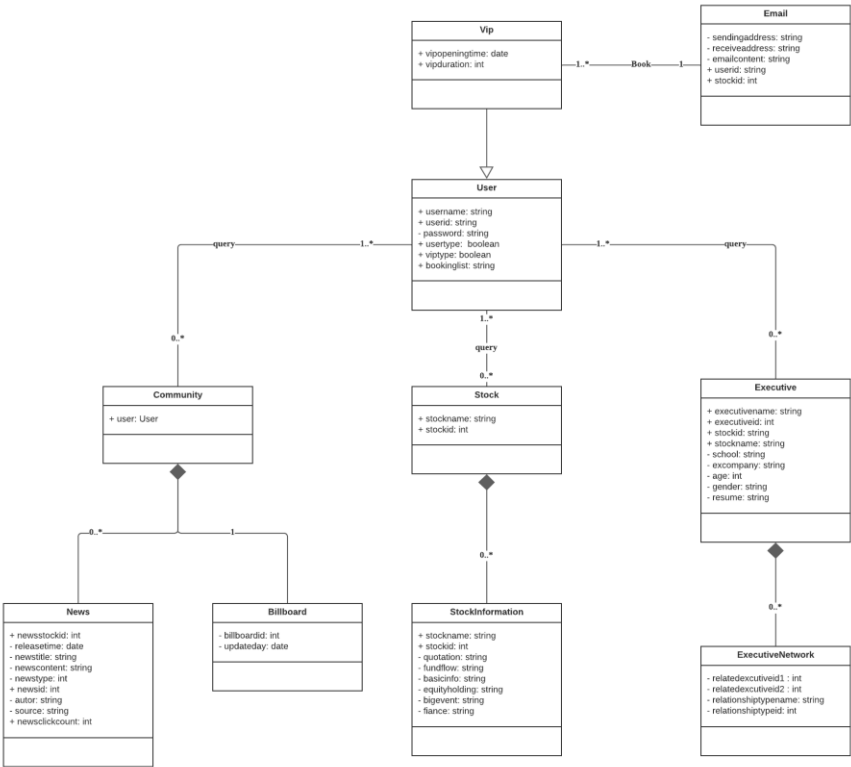 Vip
+ vipopeningtime: date
+ vipduration: int
1..*
Book
1
Email
- sendingaddress: string
- receiveaddress: string
- emailcontent: string
+ userid: string
+ stockid: int
User
+ username: string
+ userid: string
- password: string
+ usertype: boolean
+ viptype: boolean
+ bookinglist: string
query
1..*
1..*
query
0..*
1..*
query
0..*
0..*
Community
+ user: User
Stock
+ stockname: string
+ stockid: int
Executive
+ executivename: string
+ executiveid: int
+ stockid: string
+ stockname: string
- school: string
- excompany: string
- age: int
- gender: string
- resume: string
0..*
1
0..*
0..*
News
+ newsstockid: int
- releasetime: date
- newstitle: string
- newscontent: string
- newstype: int
+ newsid: int
- autor: string
- source: string
+ newsclickcount: int
Billboard
- billboardid: int
- updateday: date
StockInformation
+ stockname: string
+ stockid: int
- quotation: string
- fundflow: string
- basicinfo: string
- equityholding: string
- bigevent: string
- fiance: string
ExecutiveNetwork
- relatedexcutiveid1 : int
- relatedexcutiveid2 : int
- relationshiptypename: string
- relationshiptypeid: int